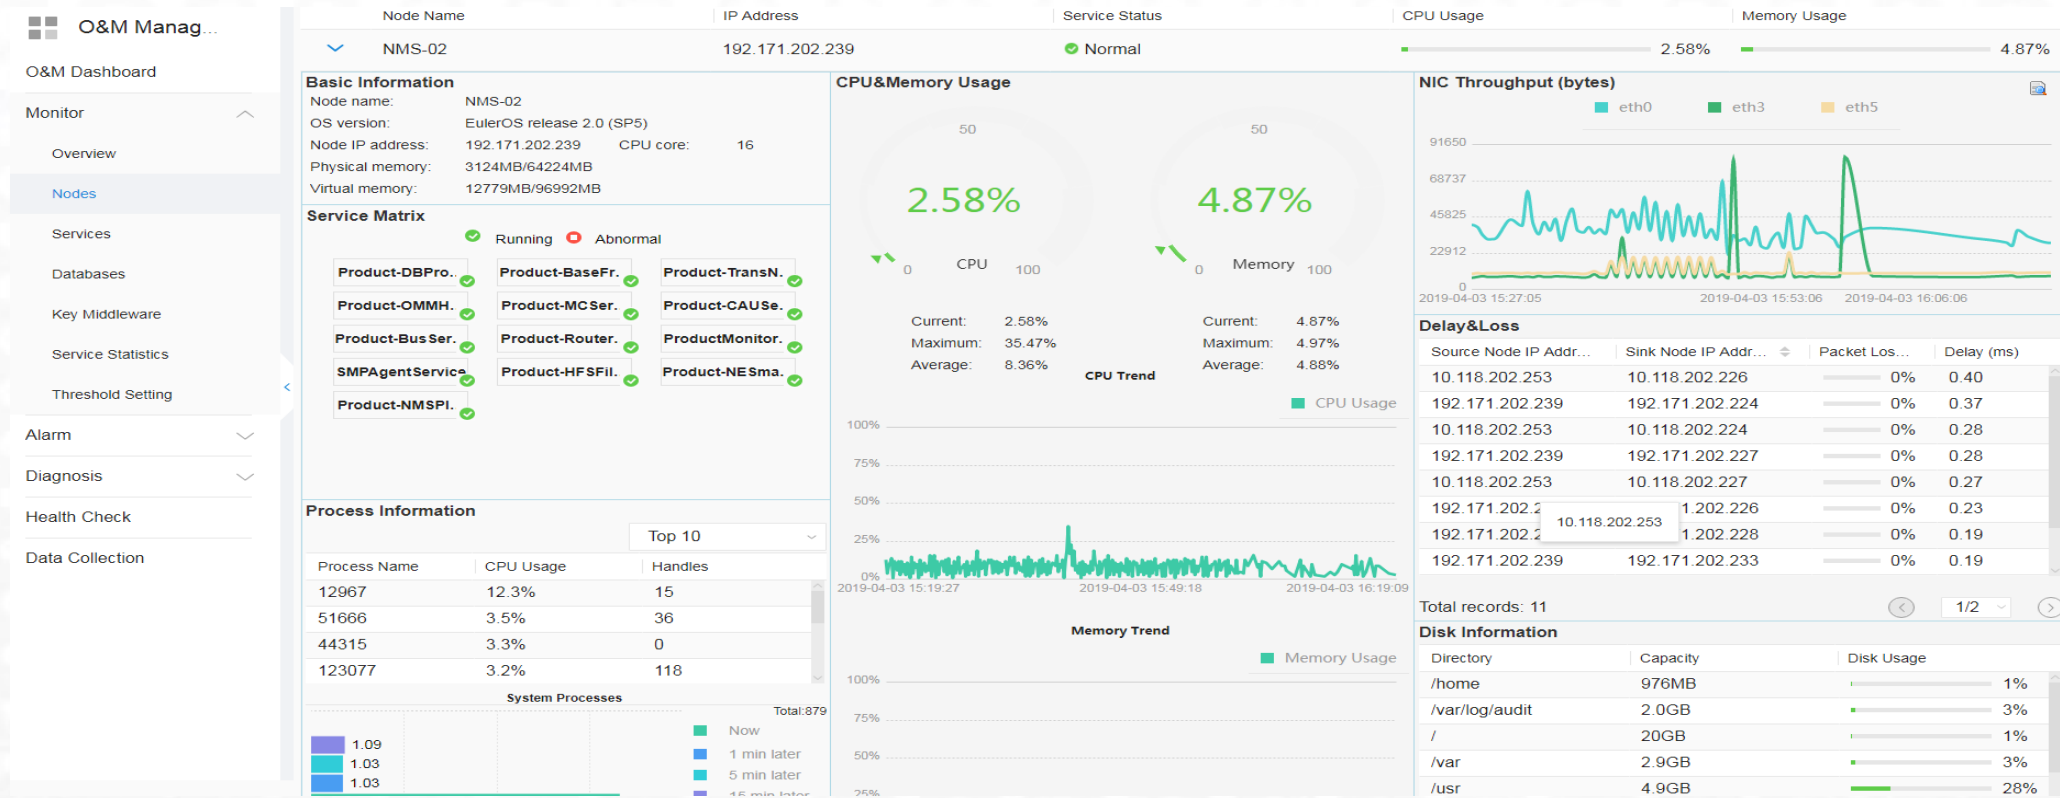 O&M Manag...
O&M Dashboard
Monitor
Overview
Nodes
Services
Databases
Key Middleware
Service Statistics
Threshold Setting
Alarm
Diagnosis
Health Check
Data Collection
Node Name IP Address Service Status CPU Usage Memory Usage
NMS-02 192.171.202.239 Normal 2.58% 4.87%
Basic Information
Node name: NMS-02
OS version: EulerOS release 2.0 (SP5)
Node IP address: 192.171.202.239 CPU core: 16
Physical memory: 3124MB/64224MB
Virtual memory: 12779MB/96992MB
Service Matrix
Running Abnormal
Product-DBPro.. Product-BaseFr. Product-TransN.
Product-OMMH. Product-MCSer. Product-CAUSe.
Product-BusSer. Product-Router. ProductMonitor.
SMPAgentService Product-HFSFil. Product-NESma.
Product-NMSPl.
Process Information
Top 10
Process Name CPU Usage Handles
12967 12.3% 15
51666 3.5% 36
44315 3.3% 0
123077 3.2% 118
System Processes
Total:879
1.09
1.03
1.03
Now
1 min later
5 min later
15 min later
CPU&Memory Usage
50 50
2.58% 4.87%
0 CPU 100 0 Memory 100
Current: 2.58% Current: 4.87%
Maximum: 35.47% Maximum: 4.97%
Average: 8.36% Average: 4.88%
CPU Trend
CPU Usage
100%
75%
50%
25%
0%
2019-04-03 15:19:27 2019-04-03 15:49:18 2019-04-03 16:19:09
Memory Trend
Memory Usage
100%
75%
50%
25%
NIC Throughput (bytes)
eth0 eth3 eth5
91650
68737
45825
22912
0
2019-04-03 15:27:05 2019-04-03 15:53:06 2019-04-03 16:06:06
Delay&Loss
Source Node IP Addr... Sink Node IP Addr... Packet Los... Delay (ms)
10.118.202.253 10.118.202.226 0% 0.40
192.171.202.239 192.171.202.224 0% 0.37
10.118.202.253 10.118.202.224 0% 0.28
192.171.202.239 192.171.202.227 0% 0.28
10.118.202.253 10.118.202.227 0% 0.27
192.171.202.2 1.202.226 0% 0.23
10.118.202.253
192.171.202.2 1.202.228 0% 0.19
192.171.202.239 192.171.202.233 0% 0.19
Total records: 11 1/2
Disk Information
Directory Capacity Disk Usage
/home 976MB 1%
/var/log/audit 2.0GB 3%
/ 20GB 1%
/var 2.9GB 3%
/usr 4.9GB 28%